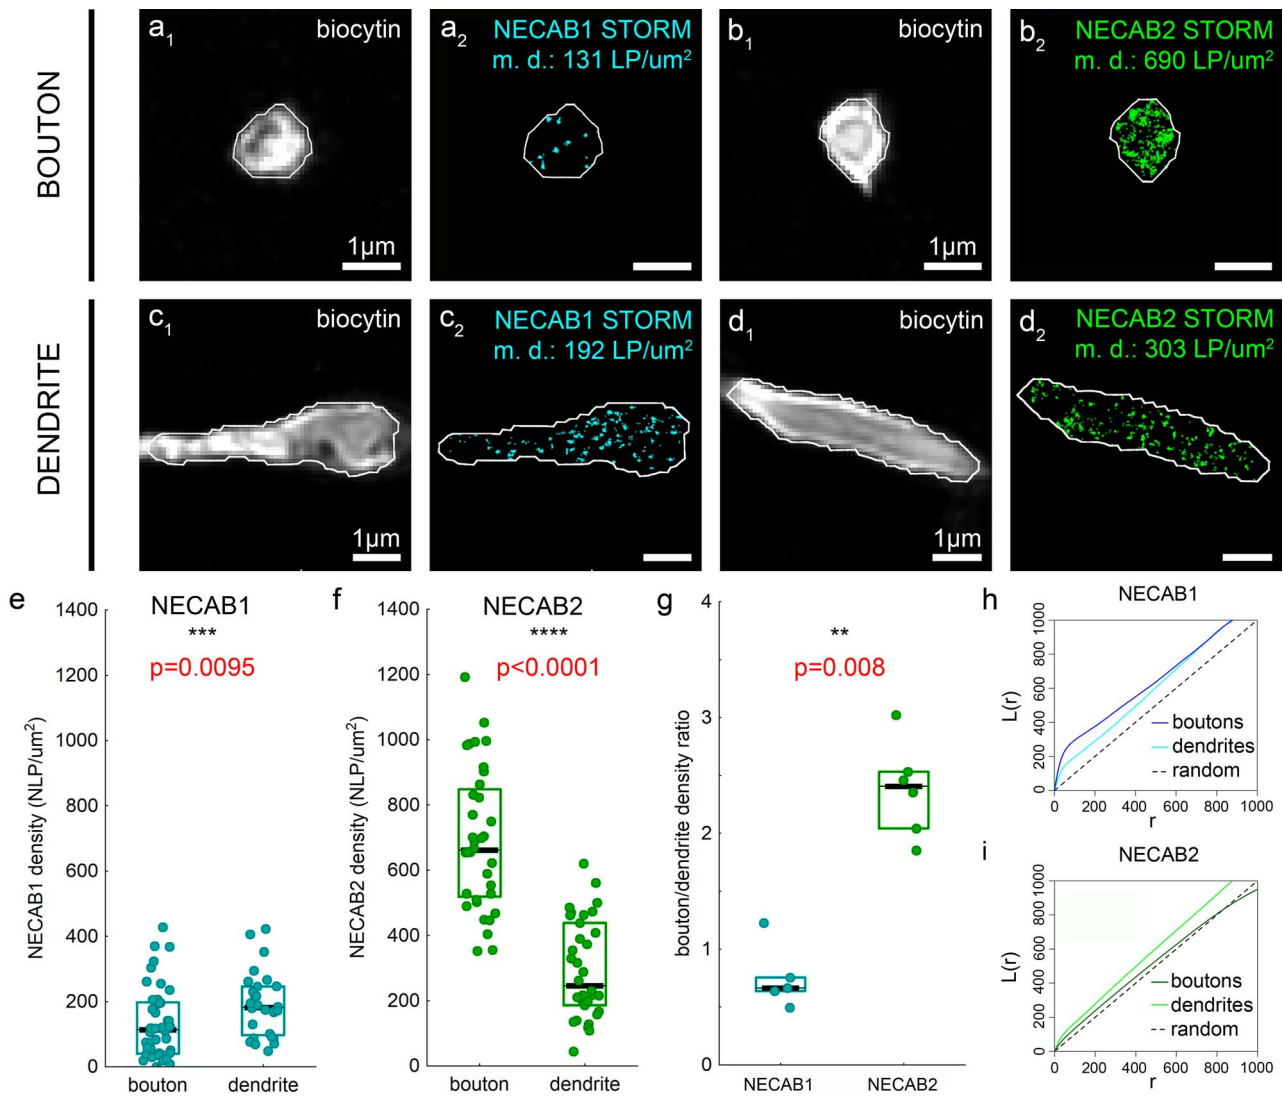 BOUTON
a1
biocytin
1µm
a2
NECAB1 STORM
m. d.: 131 LP/um²
b1
biocytin
1µm
b2
NECAB2 STORM
m. d.: 690 LP/um²
DENDRITE
c1
biocytin
1µm
c2
NECAB1 STORM
m. d.: 192 LP/um²
d1
biocytin
1µm
d2
NECAB2 STORM
m. d.: 303 LP/um²
e
NECAB1
***
p=0.0095
NECAB1 density (NLP/um²)
1400
1200
1000
800
600
400
200
0
bouton
dendrite
f
NECAB2
****
p<0.0001
NECAB2 density (NLP/um²)
1400
1200
1000
800
600
400
200
0
bouton
dendrite
g
**
p=0.008
bouton/dendrite density ratio
4
3
2
1
0
NECAB1
NECAB2
h
NECAB1
L(r)
1000
800
600
400
200
0
boutons
dendrites
random
0 200 400 600 800 1000
r
i
NECAB2
L(r)
1000
800
600
400
200
0
boutons
dendrites
random
0 200 400 600 800 1000
r